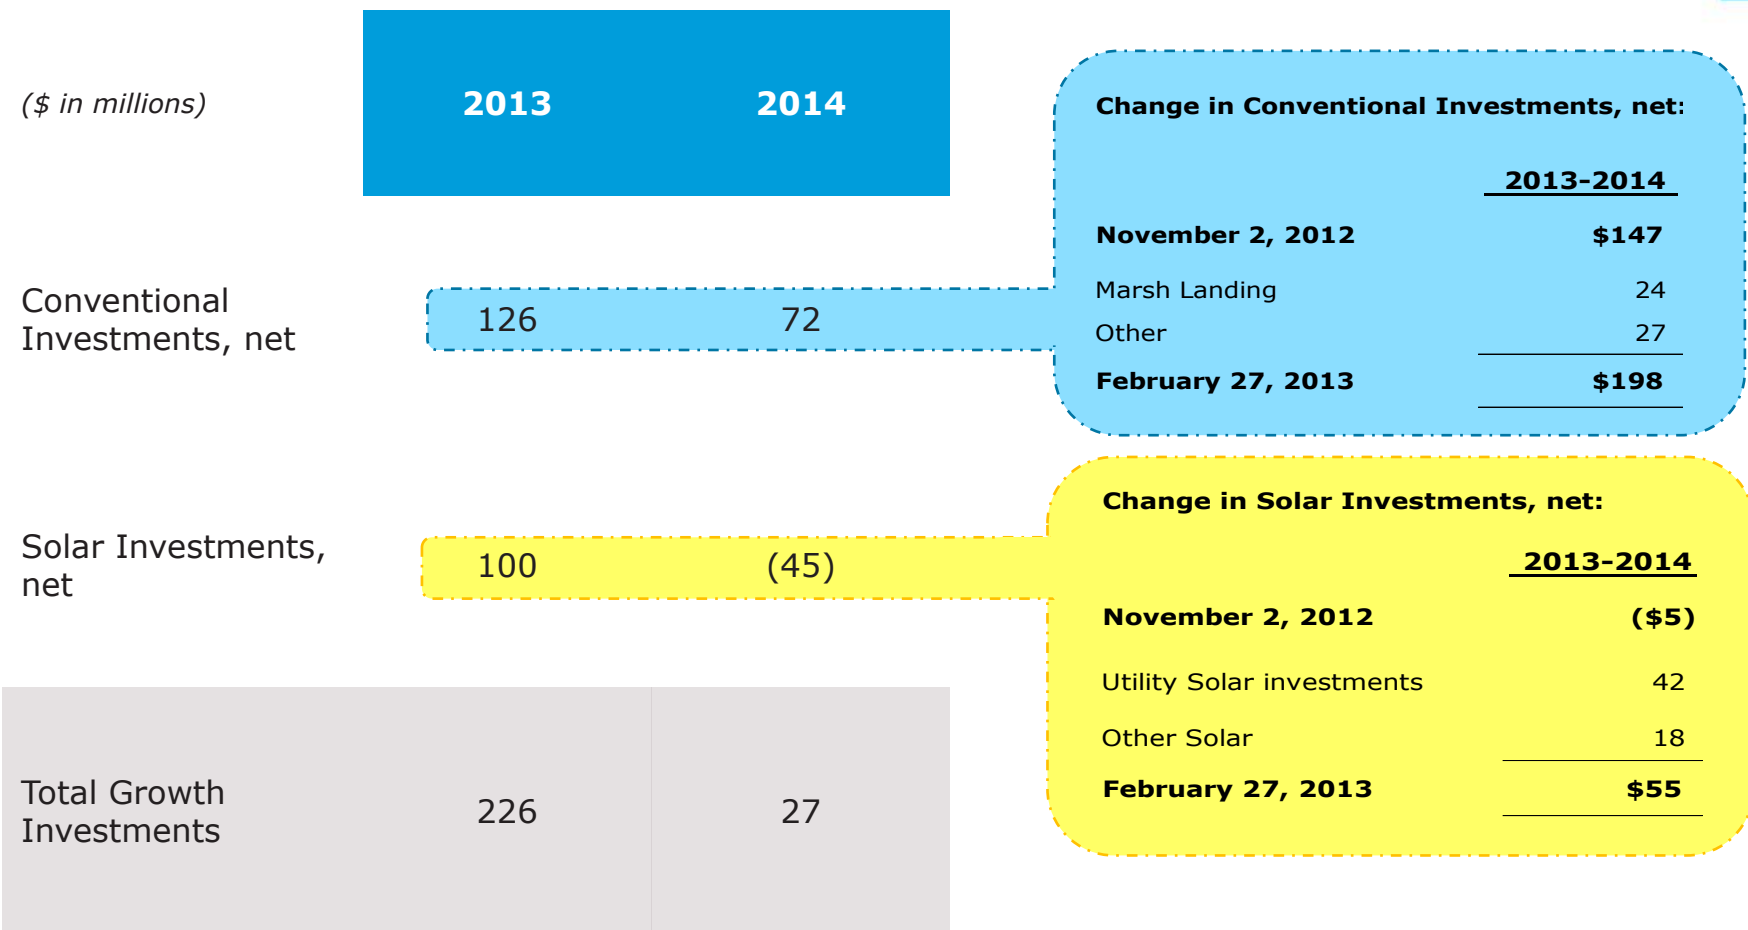 ($ in millions) 2013 2014
Conventional
Investments, net
126 72
Solar Investments,
net
100 (45)
Total Growth
Investments
226 27
Change in Conventional Investments, net:
2013-2014
November 2, 2012 $147
Marsh Landing 24
Other 27
February 27, 2013 $198
Change in Solar Investments, net:
2013-2014
November 2, 2012 ($5)
Utility Solar investments 42
Other Solar 18
February 27, 2013 $55